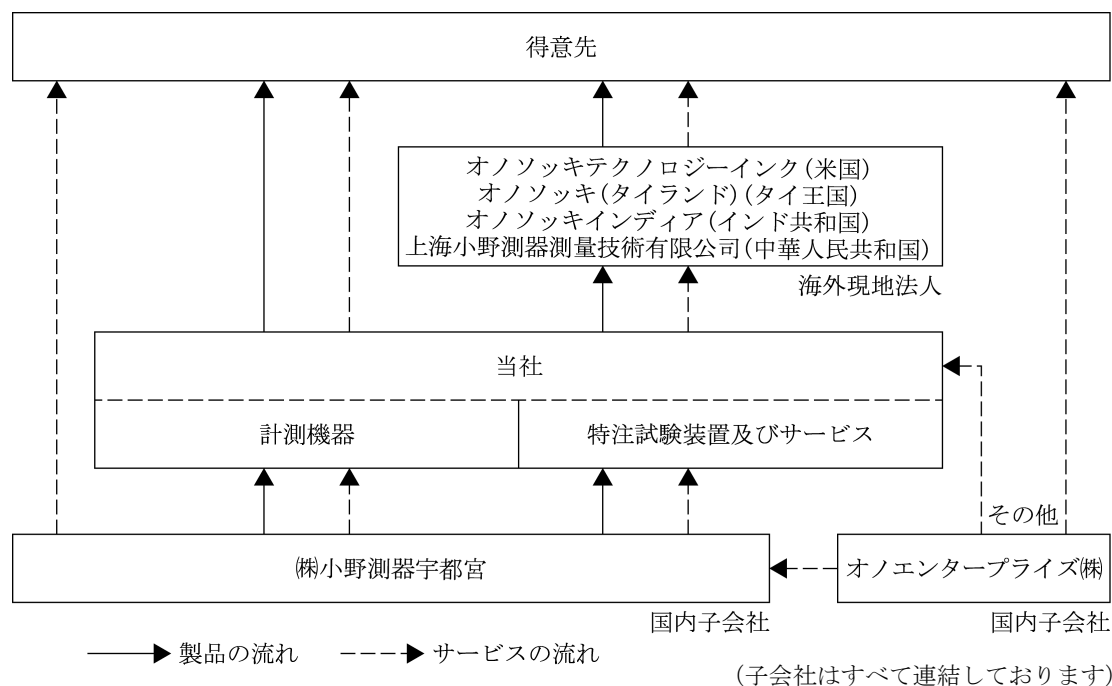 得意先
オノソッキテクノロジーインク(米国)
オノソッキ(タイランド)(タイ王国)
オノソッキインディア(インド共和国)
上海小野測器測量技術有限公司(中華人民共和国)
海外現地法人
当社
計測機器
特注試験装置及びサービス
その他
㈱小野測器宇都宮
オノエンタープライズ㈱
国内子会社
国内子会社
製品の流れ
サービスの流れ
(子会社はすべて連結しております)